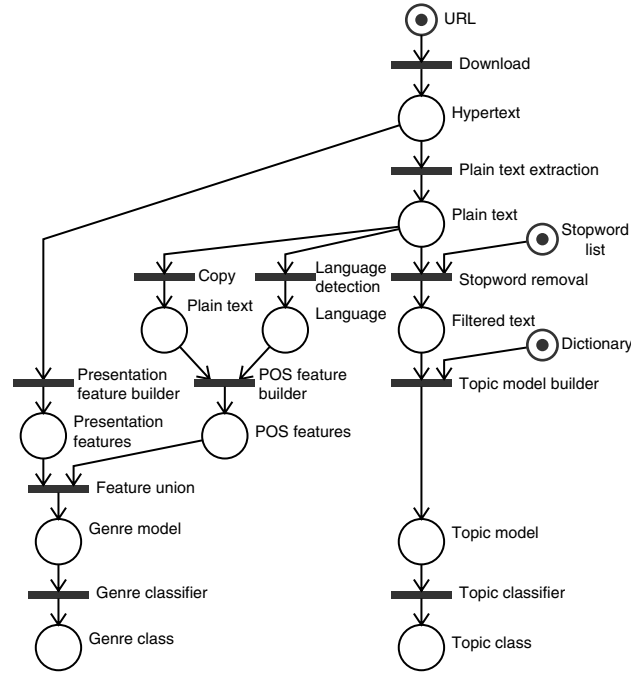 URL
Download
Hypertext
Plain text extraction
Plain text
Stopword
list
Copy
Language
detection
Stopword removal
Plain text
Language
Filtered text
Dictionary
Presentation
feature builder
POS feature
builder
Topic model builder
Presentation
features
POS features
Feature union
Genre model
Topic model
Genre classifier
Topic classifier
Genre class
Topic class